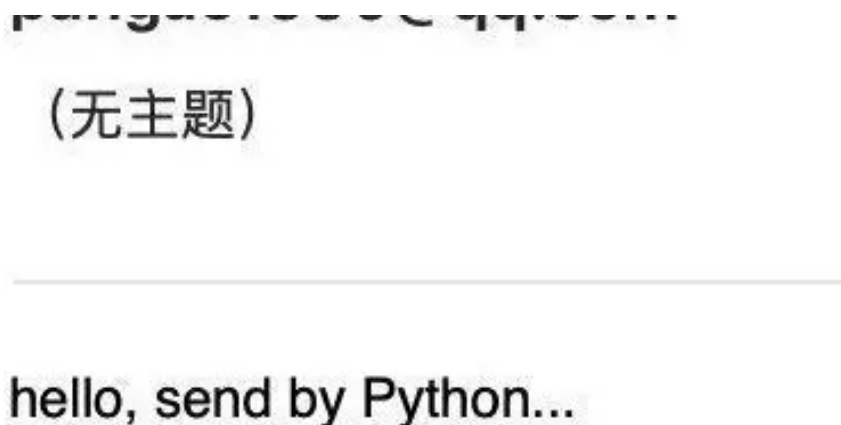 (无主题)
hello, send by Python...